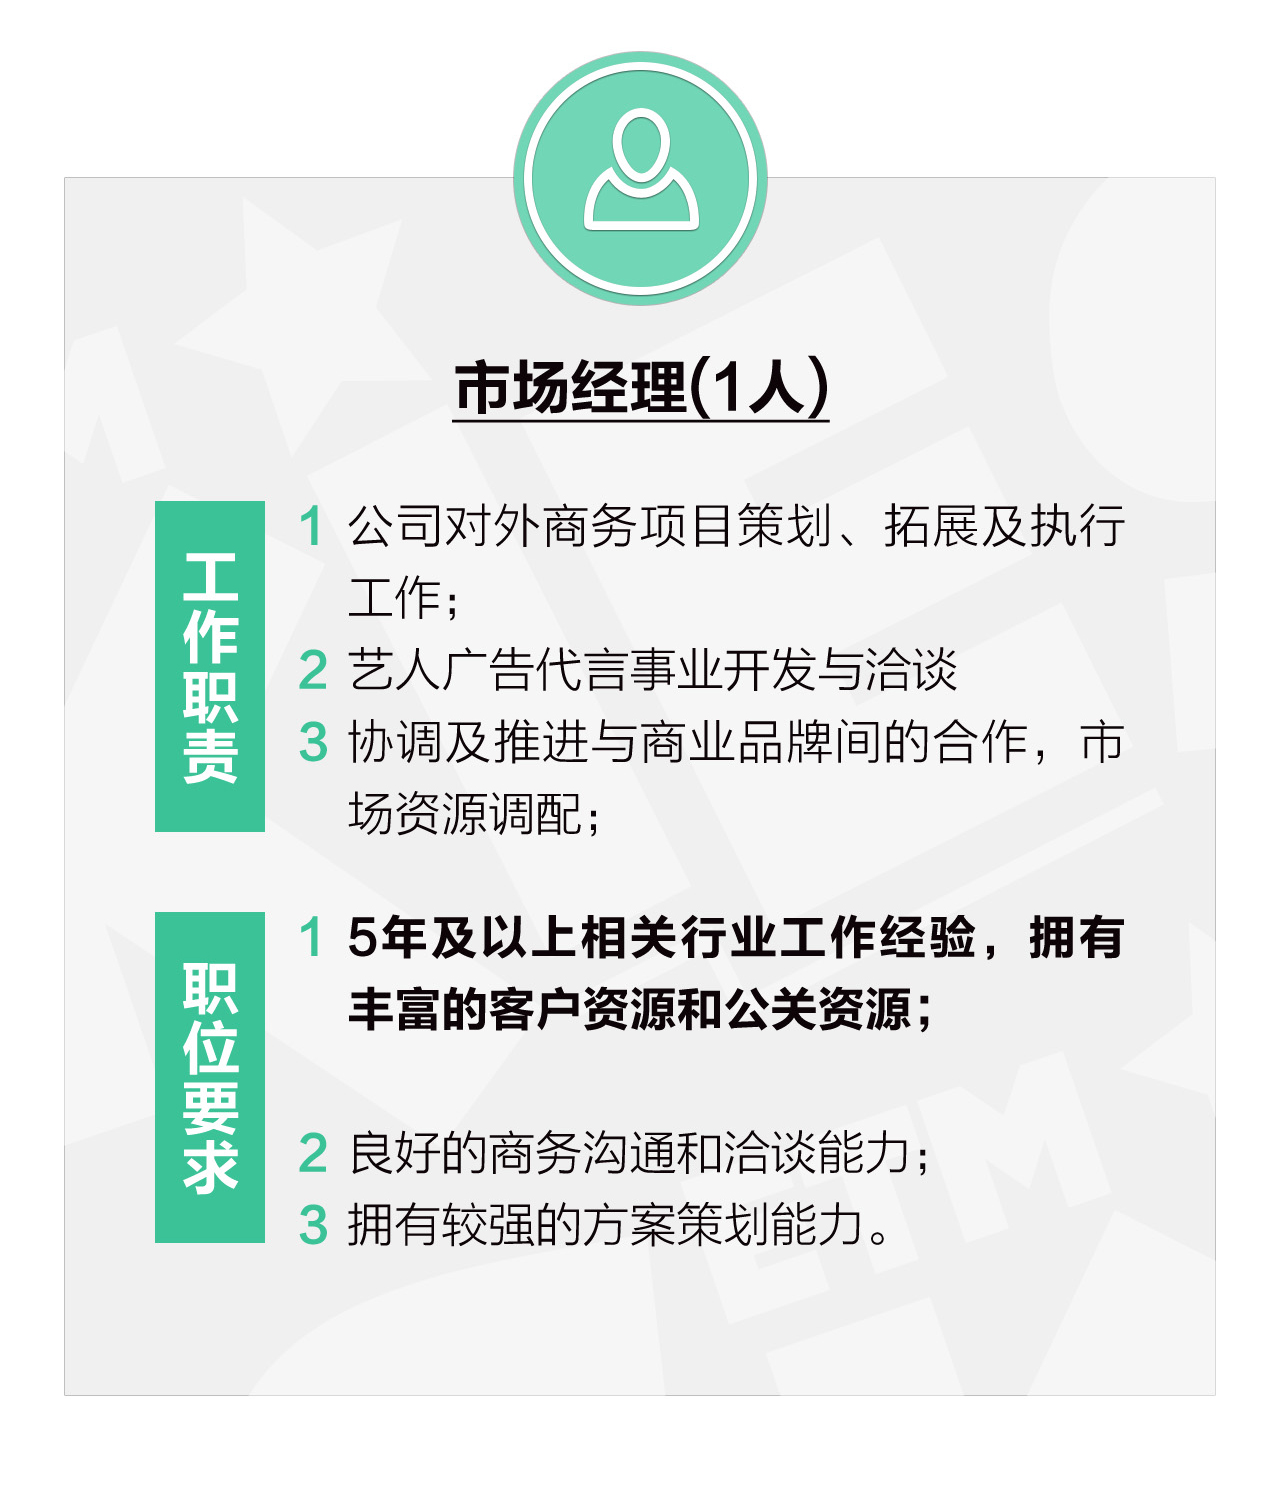 市场经理(1人)
工作职责
1 公司对外商务项目策划、拓展及执行
工作；
2 艺人广告代言事业开发与洽谈
3 协调及推进与商业品牌间的合作，市
场资源调配；
职位要求
1 5年及以上相关行业工作经验，拥有
丰富的客户资源和公关资源；
2 良好的商务沟通和洽谈能力；
3 拥有较强的方案策划能力。
ETM